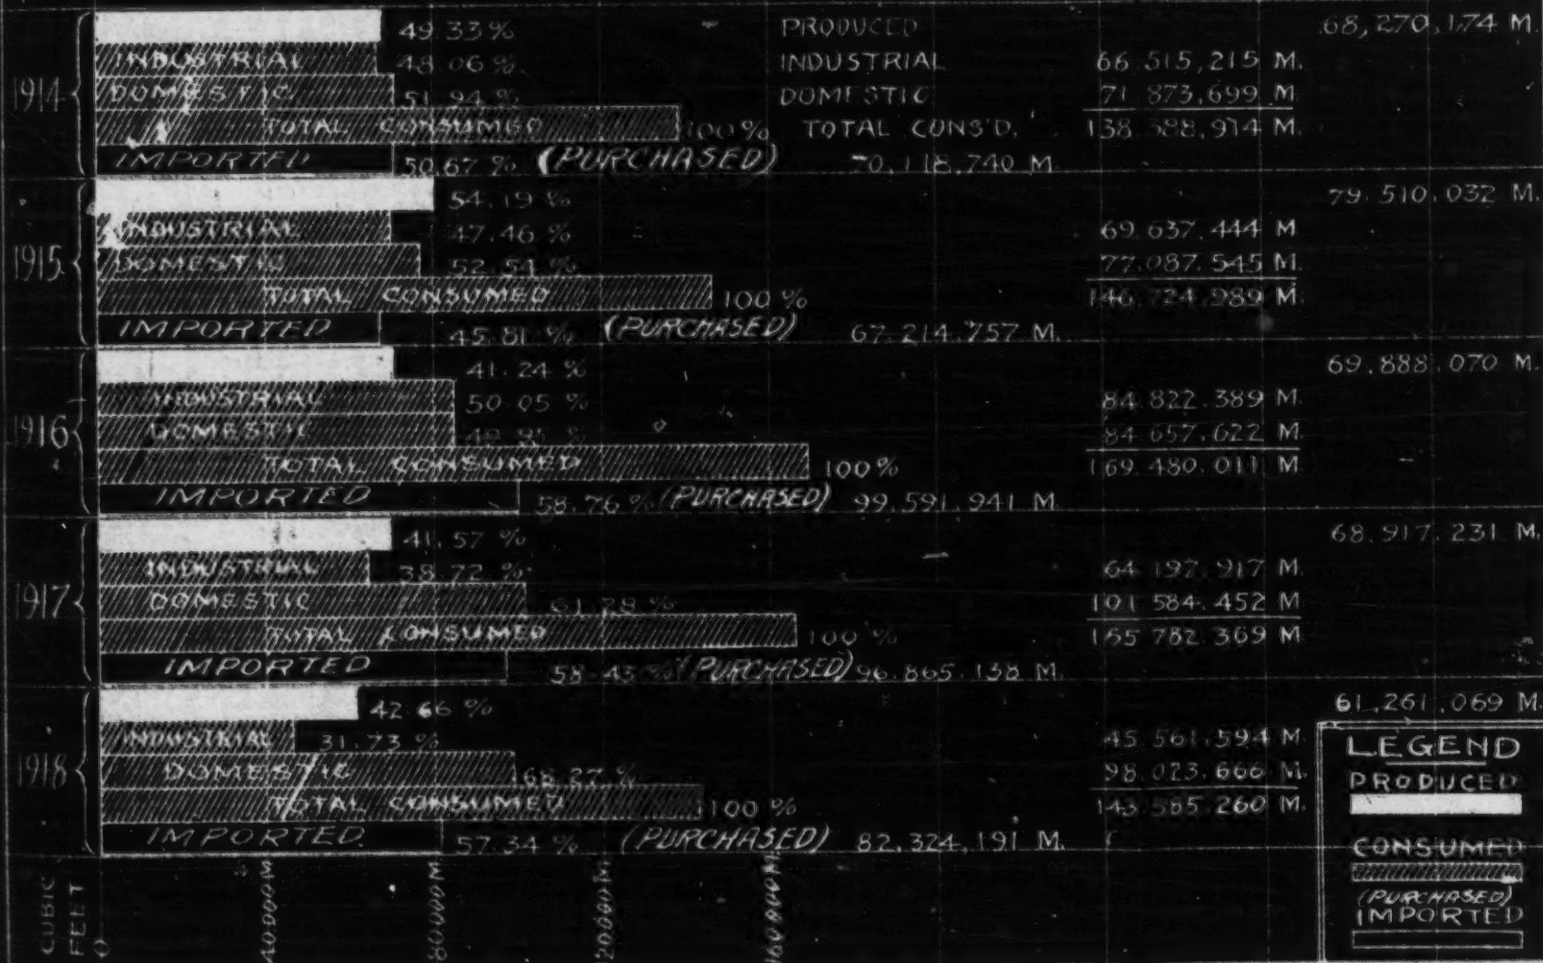 1914
49.33 % PRODUCED 68,270,174 M.
INDUSTRIAL 48.06 % INDUSTRIAL 66 515,215 M.
DOMESTIC 51.94 % DOMESTIC 71 873,699 M
TOTAL CONSUMED 100 % TOTAL CONS'D. 138 388,914 M.
IMPORTED 50.67 % (PURCHASED) 70,118,740 M
1915
54.19 % 79.510.032 M.
INDUSTRIAL 47.46 % 69.637.444 M
DOMESTIC 52.54 % 77.087.545 M.
TOTAL CONSUMED 100 % 146.724.989 M.
IMPORTED 45.81 % (PURCHASED) 67.214.757 M.
1916
41.24 % 69.888.070 M.
INDUSTRIAL 50.05 % 84 822.389 M.
DOMESTIC 84 657.622 M
TOTAL CONSUMED 100 % 169.480.011 M.
IMPORTED 58.76 % (PURCHASED) 99.591.941 M.
1917
41.57 % 68.917.231 M.
INDUSTRIAL 38.72 % 64 197.917 M.
DOMESTIC 61.28 % 101 584.452 M
TOTAL CONSUMED 100 % 165 782.369 M.
IMPORTED 58.43 % (PURCHASED) 96.865.138 M.
1918
42.66 % 61,261.069 M.
INDUSTRIAL 31.73 % 45 561.594 M
DOMESTIC 68.27 % 98 023.666 M.
TOTAL CONSUMED 100 % 143 585 260 M.
IMPORTED 57.34 % (PURCHASED) 82,324,191 M.
CUBIC FEET
0 40000M 80000M 120000M 160000M
LEGEND
PRODUCED
CONSUMED
(PURCHASED)
IMPORTED